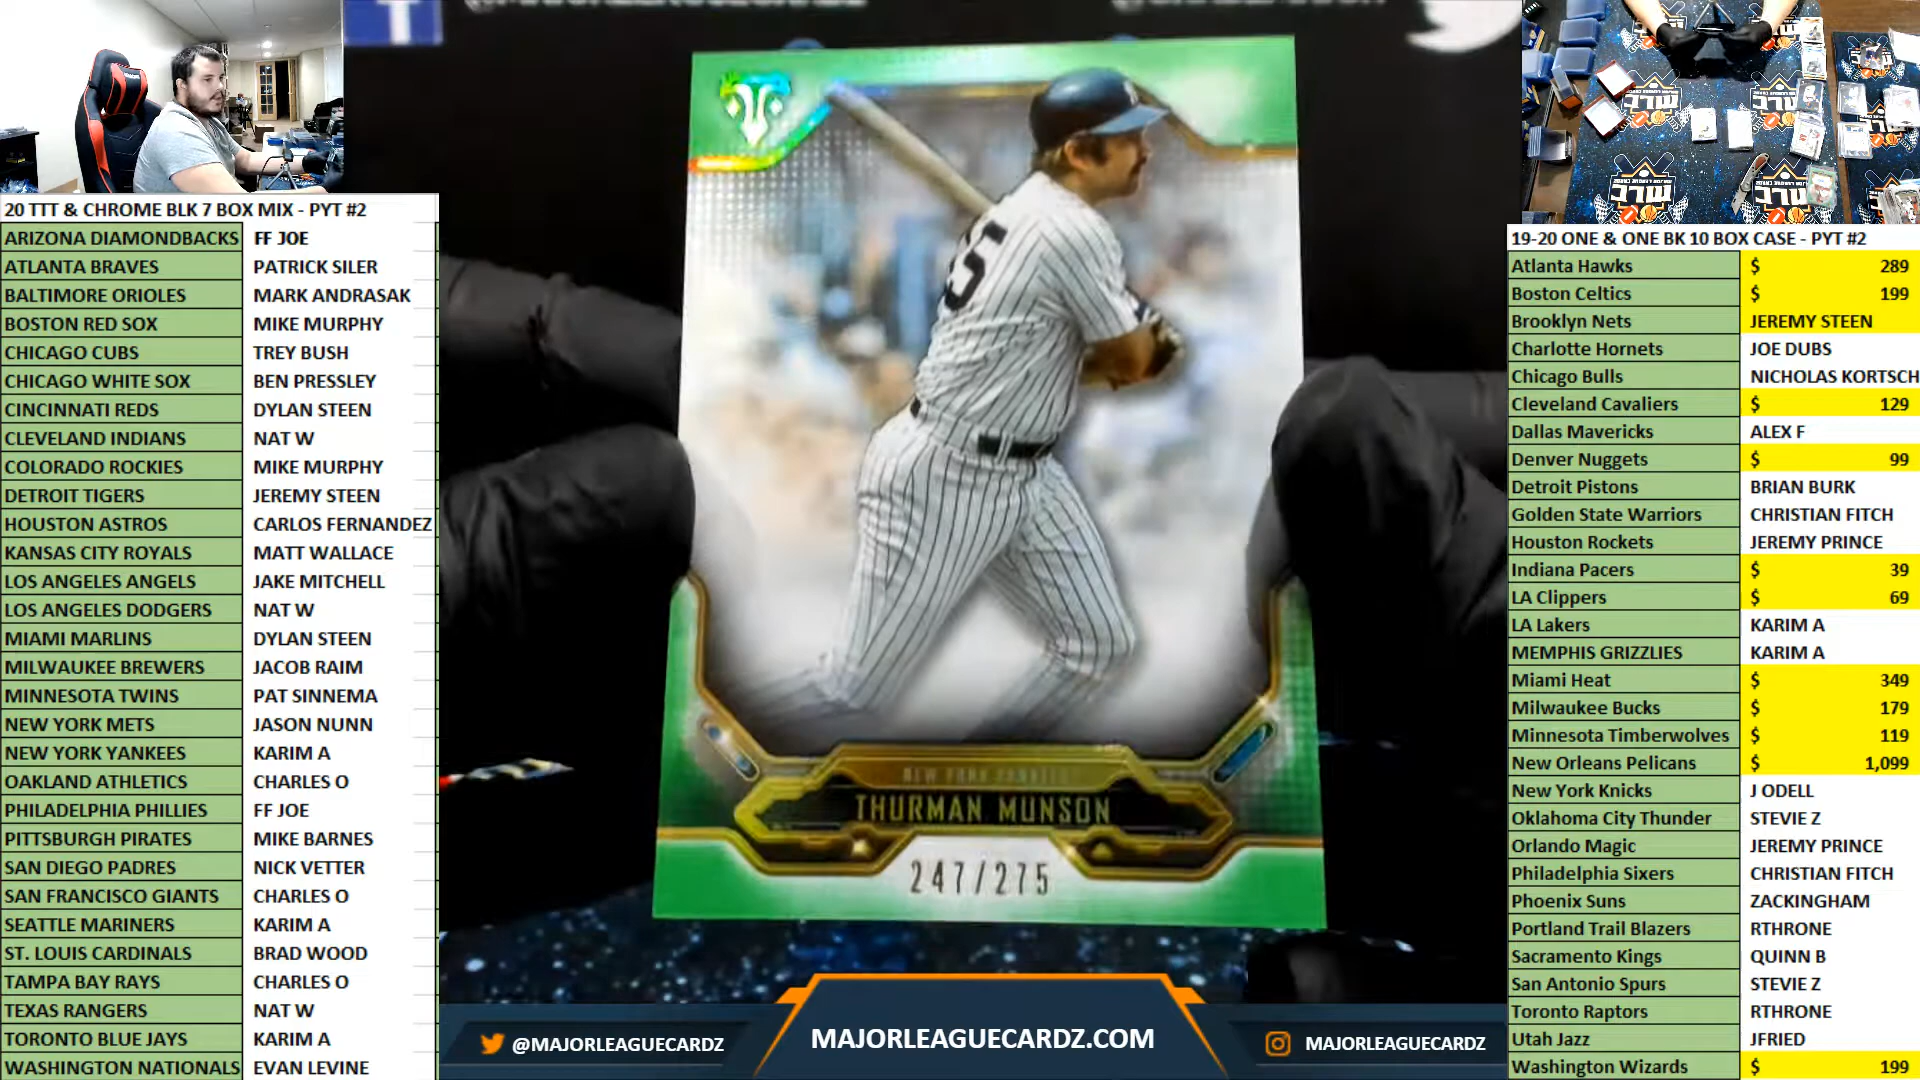 20 TTT & CHROME BLK 7 BOX MIX - PYT #2
ARIZONA DIAMONDBACKS FF JOE
ATLANTA BRAVES PATRICK SILER
BALTIMORE ORIOLES MARK ANDRASAK
BOSTON RED SOX MIKE MURPHY
CHICAGO CUBS TREY BUSH
CHICAGO WHITE SOX BEN PRESSLEY
CINCINNATI REDS DYLAN STEEN
CLEVELAND INDIANS NAT W
COLORADO ROCKIES MIKE MURPHY
DETROIT TIGERS JEREMY STEEN
HOUSTON ASTROS CARLOS FERNANDEZ
KANSAS CITY ROYALS MATT WALLACE
LOS ANGELES ANGELS JAKE MITCHELL
LOS ANGELES DODGERS NAT W
MIAMI MARLINS DYLAN STEEN
MILWAUKEE BREWERS JACOB RAIM
MINNESOTA TWINS PAT SINNEMA
NEW YORK METS JASON NUNN
NEW YORK YANKEES KARIM A
OAKLAND ATHLETICS CHARLES O
PHILADELPHIA PHILLIES FF JOE
PITTSBURGH PIRATES MIKE BARNES
SAN DIEGO PADRES NICK VETTER
SAN FRANCISCO GIANTS CHARLES O
SEATTLE MARINERS KARIM A
ST. LOUIS CARDINALS BRAD WOOD
TAMPA BAY RAYS CHARLES O
TEXAS RANGERS NAT W
TORONTO BLUE JAYS KARIM A
WASHINGTON NATIONALS EVAN LEVINE
NEW YORK YANKEES
THURMAN MUNSON
247/275
@MAJORLEAGUECARDZ
MAJORLEAGUECARDZ.COM
MAJORLEAGUECARDZ
19-20 ONE & ONE BK 10 BOX CASE - PYT #2
Atlanta Hawks $ 289
Boston Celtics $ 199
Brooklyn Nets JEREMY STEEN
Charlotte Hornets JOE DUBS
Chicago Bulls NICHOLAS KORTSCH
Cleveland Cavaliers $ 129
Dallas Mavericks ALEX F
Denver Nuggets $ 99
Detroit Pistons BRIAN BURK
Golden State Warriors CHRISTIAN FITCH
Houston Rockets JEREMY PRINCE
Indiana Pacers $ 39
LA Clippers $ 69
LA Lakers KARIM A
MEMPHIS GRIZZLIES KARIM A
Miami Heat $ 349
Milwaukee Bucks $ 179
Minnesota Timberwolves $ 119
New Orleans Pelicans $ 1,099
New York Knicks J ODELL
Oklahoma City Thunder STEVIE Z
Orlando Magic JEREMY PRINCE
Philadelphia Sixers CHRISTIAN FITCH
Phoenix Suns ZACKINGHAM
Portland Trail Blazers RTHRONE
Sacramento Kings QUINN B
San Antonio Spurs STEVIE Z
Toronto Raptors RTHRONE
Utah Jazz JFRIED
Washington Wizards $ 199